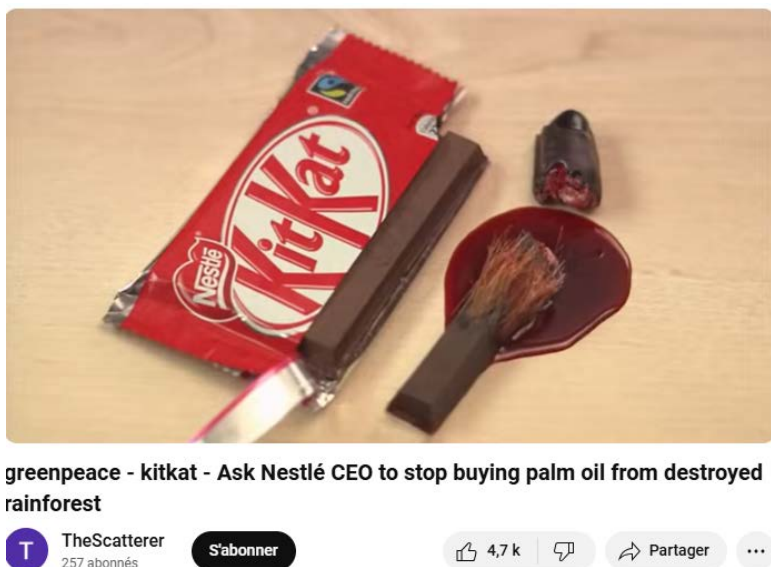 KitKat
Nestlé
greenpeace - kitkat - Ask Nestlé CEO to stop buying palm oil from destroyed
rainforest
T
TheScatterer
257 abonnés
S'abonner
4,7 k
Partager